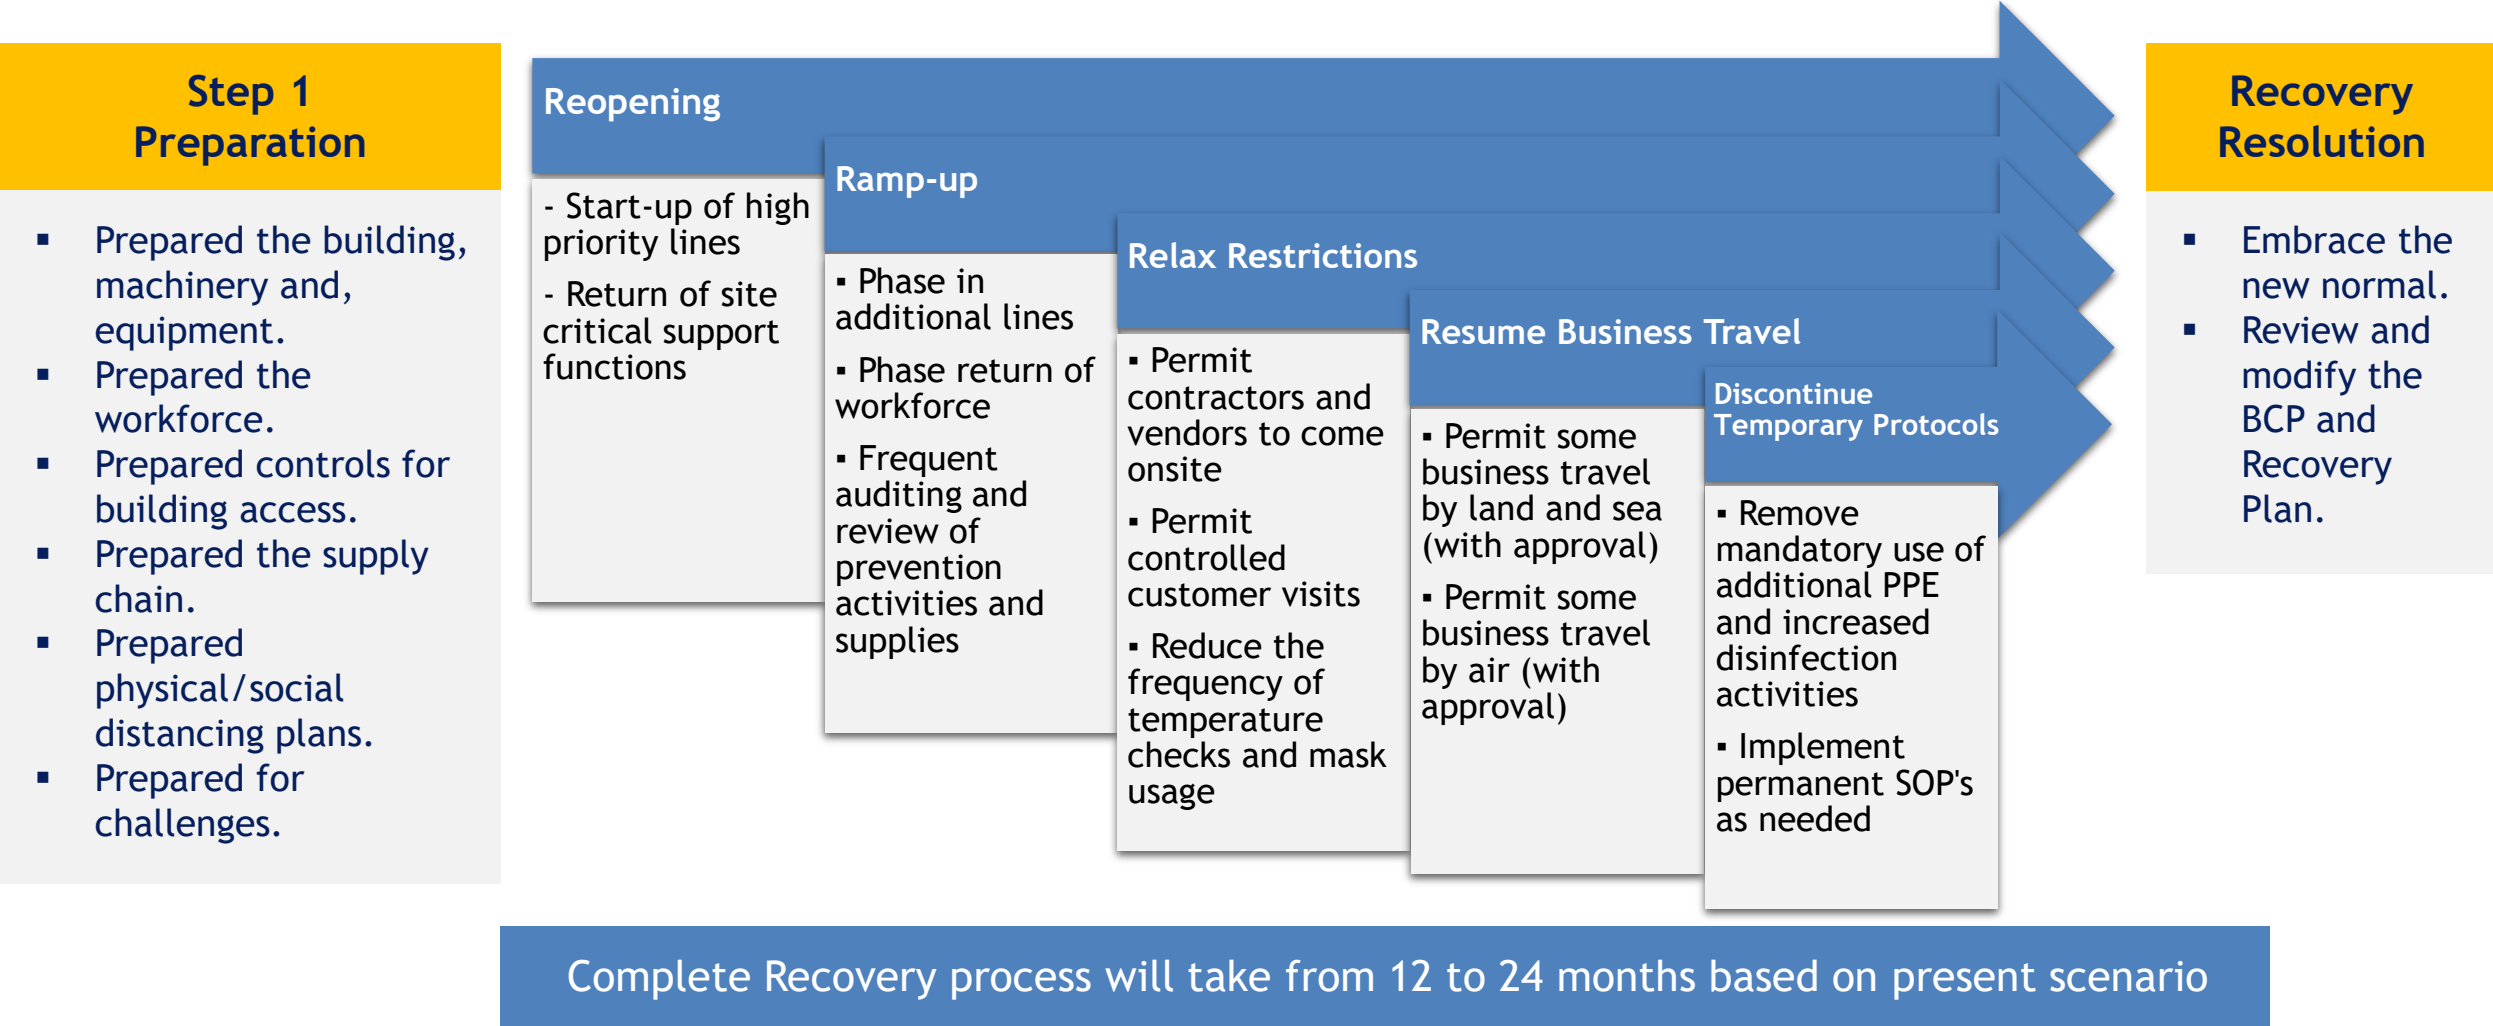 Step 1
Preparation
▪ Prepared the building,
machinery and,
equipment.
▪ Prepared the
workforce.
▪ Prepared controls for
building access.
▪ Prepared the supply
chain.
▪ Prepared
physical/social
distancing plans.
▪ Prepared for
challenges.
Reopening
- Start-up of high
priority lines
- Return of site
critical support
functions
Ramp-up
▪ Phase in
additional lines
▪ Phase return of
workforce
▪ Frequent
auditing and
review of
prevention
activities and
supplies
Relax Restrictions
▪ Permit
contractors and
vendors to come
onsite
▪ Permit
controlled
customer visits
▪ Reduce the
frequency of
temperature
checks and mask
usage
Resume Business Travel
▪ Permit some
business travel
by land and sea
(with approval)
▪ Permit some
business travel
by air (with
approval)
Discontinue
Temporary Protocols
▪ Remove
mandatory use of
additional PPE
and increased
disinfection
activities
▪ Implement
permanent SOP's
as needed
Recovery
Resolution
▪ Embrace the
new normal.
▪ Review and
modify the
BCP and
Recovery
Plan.
Complete Recovery process will take from 12 to 24 months based on present scenario